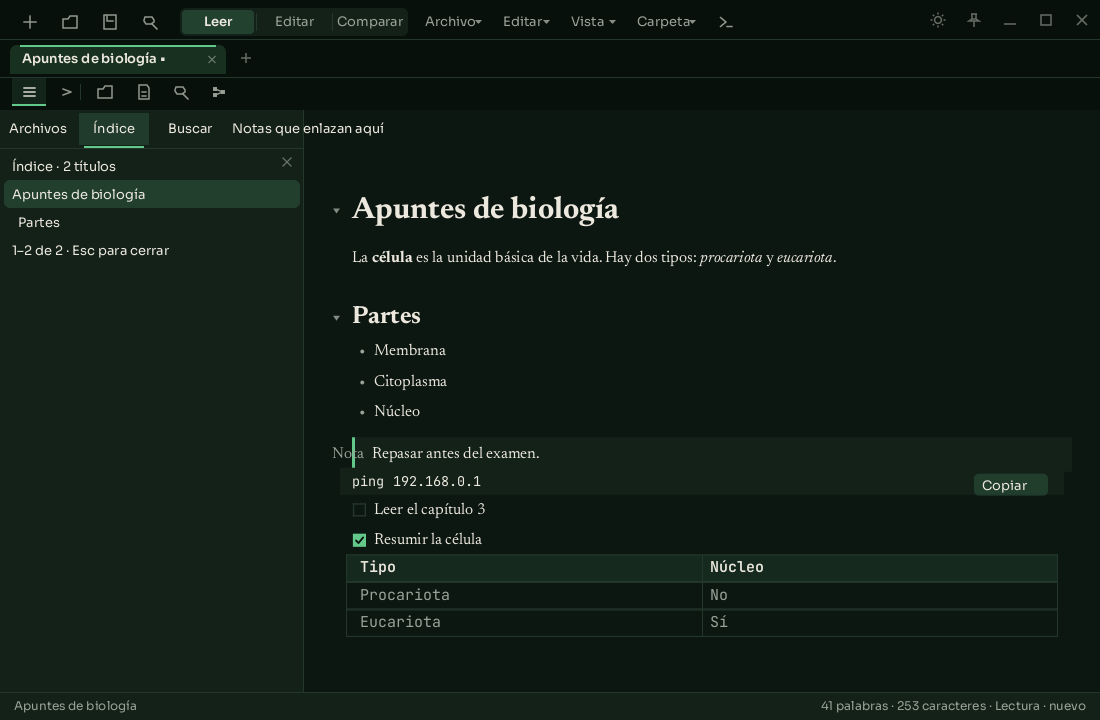 Leer Editar Comparar Archivo Editar Vista Carpeta
Apuntes de biología •
Archivos Índice Buscar Notas que enlazan aquí
Índice · 2 títulos
Apuntes de biología
Partes
1–2 de 2 · Esc para cerrar
Apuntes de biología
La célula es la unidad básica de la vida. Hay dos tipos: procariota y eucariota.
Partes
• Membrana
• Citoplasma
• Núcleo
Nota Repasar antes del examen.
ping 192.168.0.1 Copiar
Leer el capítulo 3
Resumir la célula
Tipo Núcleo
Procariota No
Eucariota Sí
Apuntes de biología 41 palabras · 253 caracteres · Lectura · nuevo